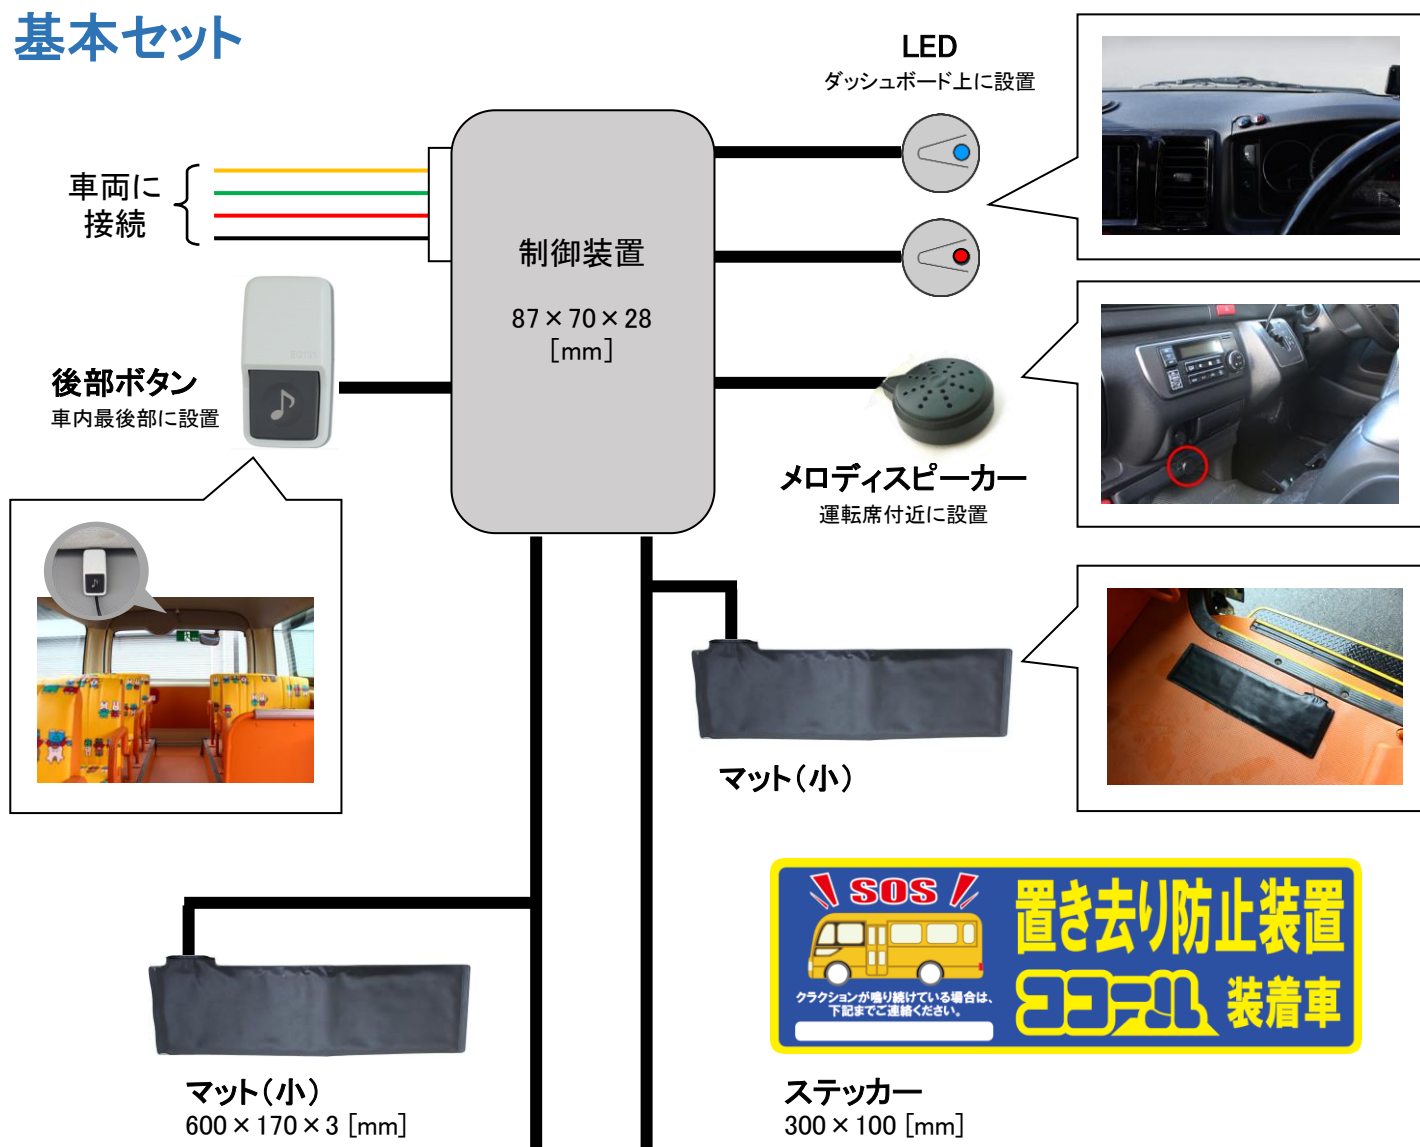 基本セット
LED
ダッシュボード上に設置
車両に
接続
制御装置
87×70×28
[mm]
後部ボタン
車内最後部に設置
メロディスピーカー
運転席付近に設置
マット（小）
SOS
置き去り防止装置
クラクションが鳴り続けている場合は、
下記までご連絡ください。
ココデール 装着車
マット（小）
600×170×3 [mm]
ステッカー
300×100 [mm]